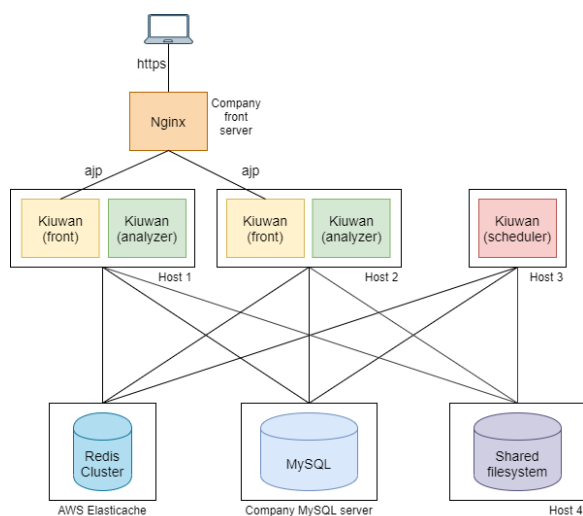 https
Nginx
Company
front
server
ajp
ajp
Kiuwan
(front)
Kiuwan
(analyzer)
Host 1
Kiuwan
(front)
Kiuwan
(analyzer)
Host 2
Kiuwan
(scheduler)
Host 3
Redis
Cluster
AWS Elasticache
MySQL
Company MySQL server
Shared
filesystem
Host 4